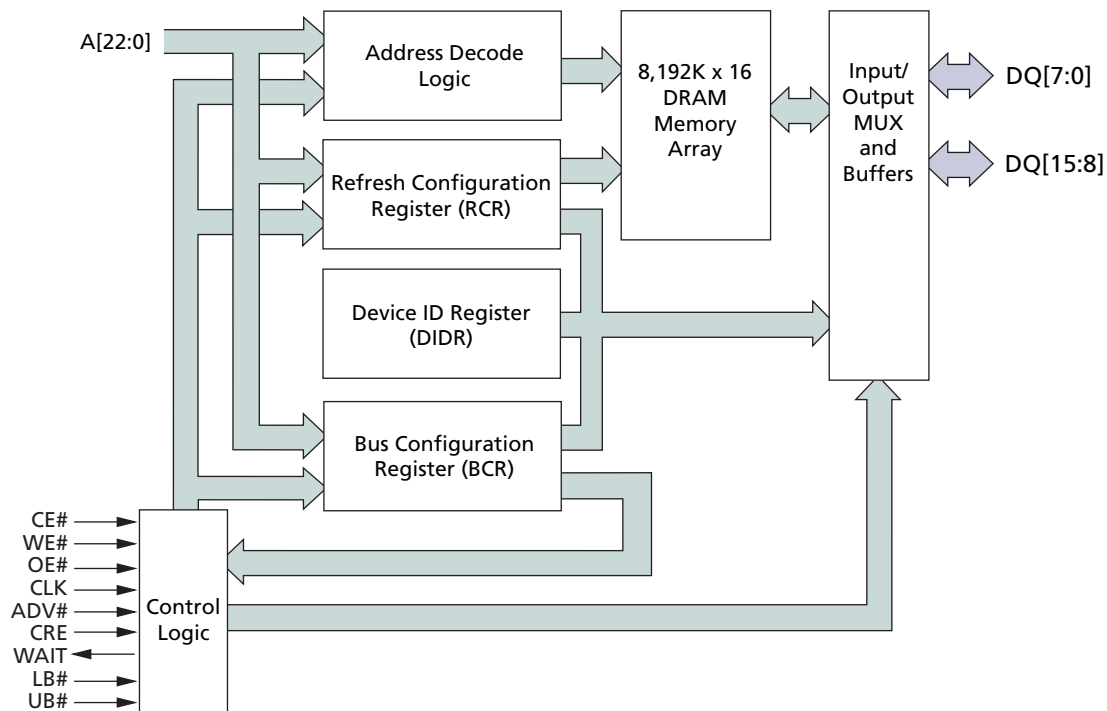 A[22:0]
Address Decode
Logic
8,192K x 16
DRAM
Memory
Array
Input/
Output
MUX
and
Buffers
DQ[7:0]
DQ[15:8]
Refresh Configuration
Register (RCR)
Device ID Register
(DIDR)
Bus Configuration
Register (BCR)
CE#
WE#
OE#
CLK
ADV#
CRE
WAIT
LB#
UB#
Control
Logic